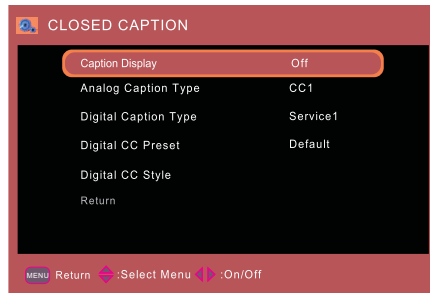 CLOSED CAPTION
Caption Display Off
Analog Caption Type CC1
Digital Caption Type Service1
Digital CC Preset Default
Digital CC Style
Return
MENU Return :Select Menu :On/Off